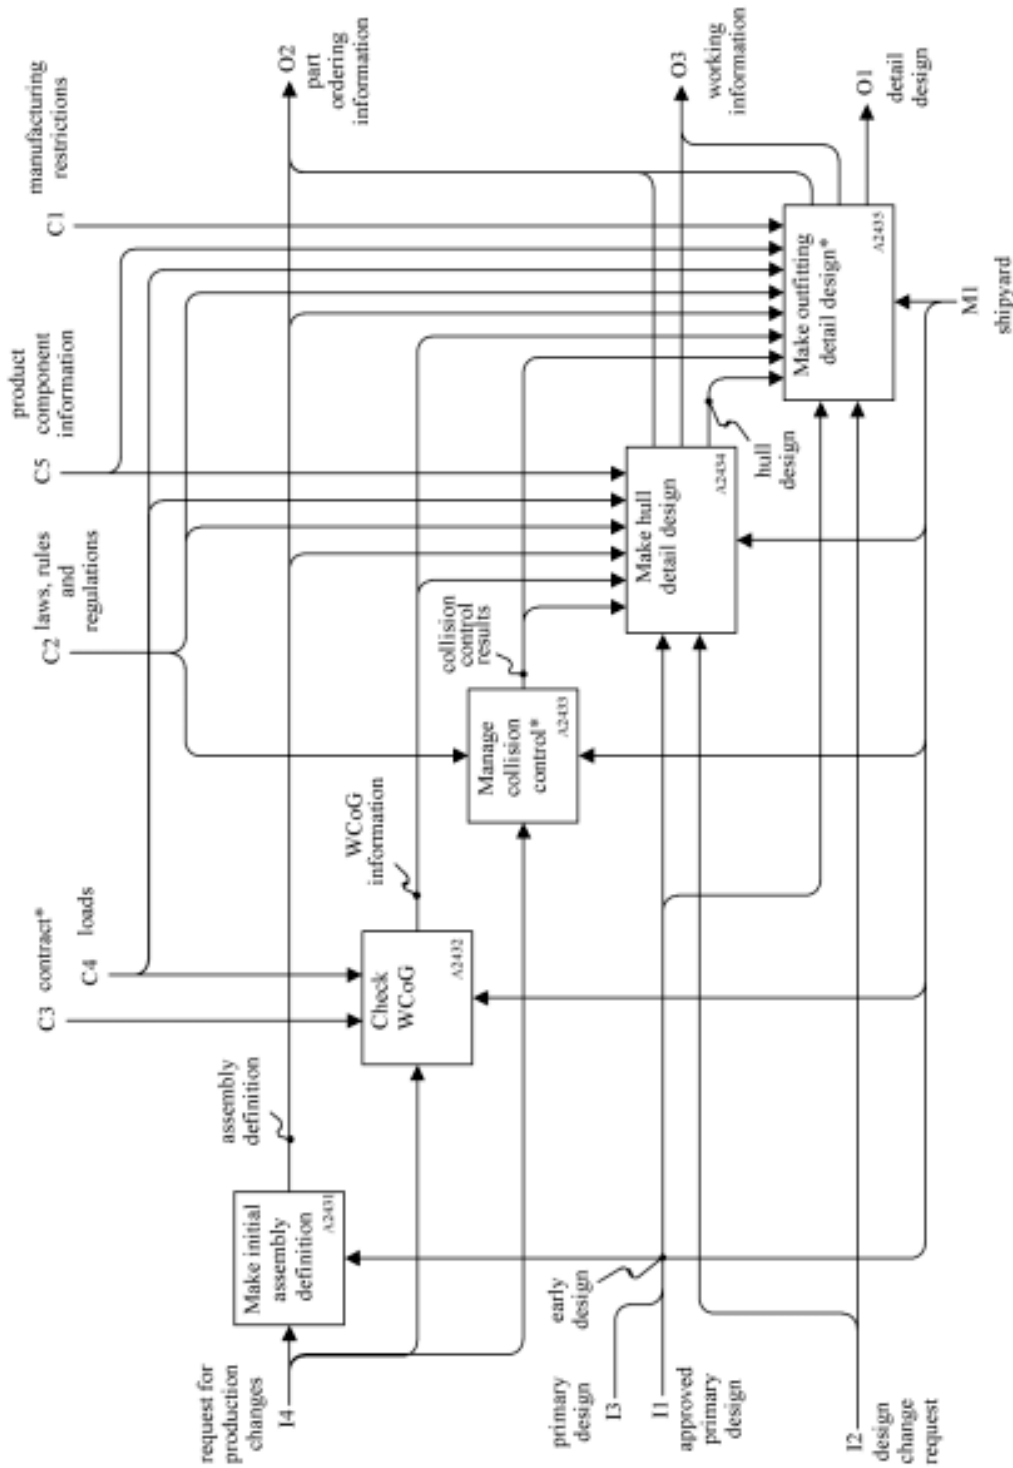 C3 contract*
C4 loads
C2 laws, rules
and
regulations
C5 product
component
information
C1 manufacturing
restrictions
request for
production
changes
I4
Make initial
assembly
definition
A2431
assembly
definition
Check
WCoG
A2432
WCoG
information
Manage
collision
control*
A2433
collision
control
results
Make hull
detail design
A2434
hull
design
Make outfitting
detail design*
A2435
O2
part
ordering
information
O3
working
information
O1
detail
design
primary
design
I3
early
design
I1
approved
primary
design
I2
design
change
request
M1
shipyard